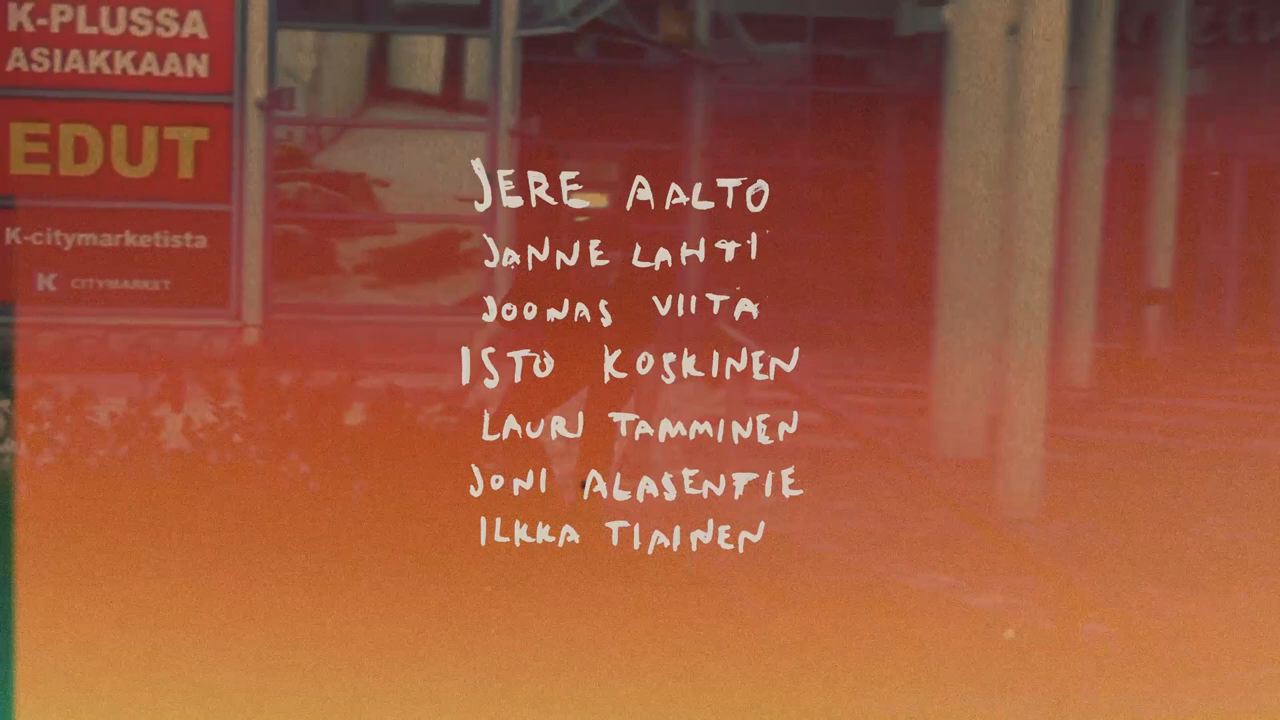 K-PLUSSA
ASIAKKAAN
EDUT
K-citymarketista
K CITYMARKET
JERE AALTO
JANNE LAHTI
JOONAS VIITA
ISTO KOSKINEN
LAURI TAMMINEN
JONI ALASENTIE
ILKKA TIAINEN